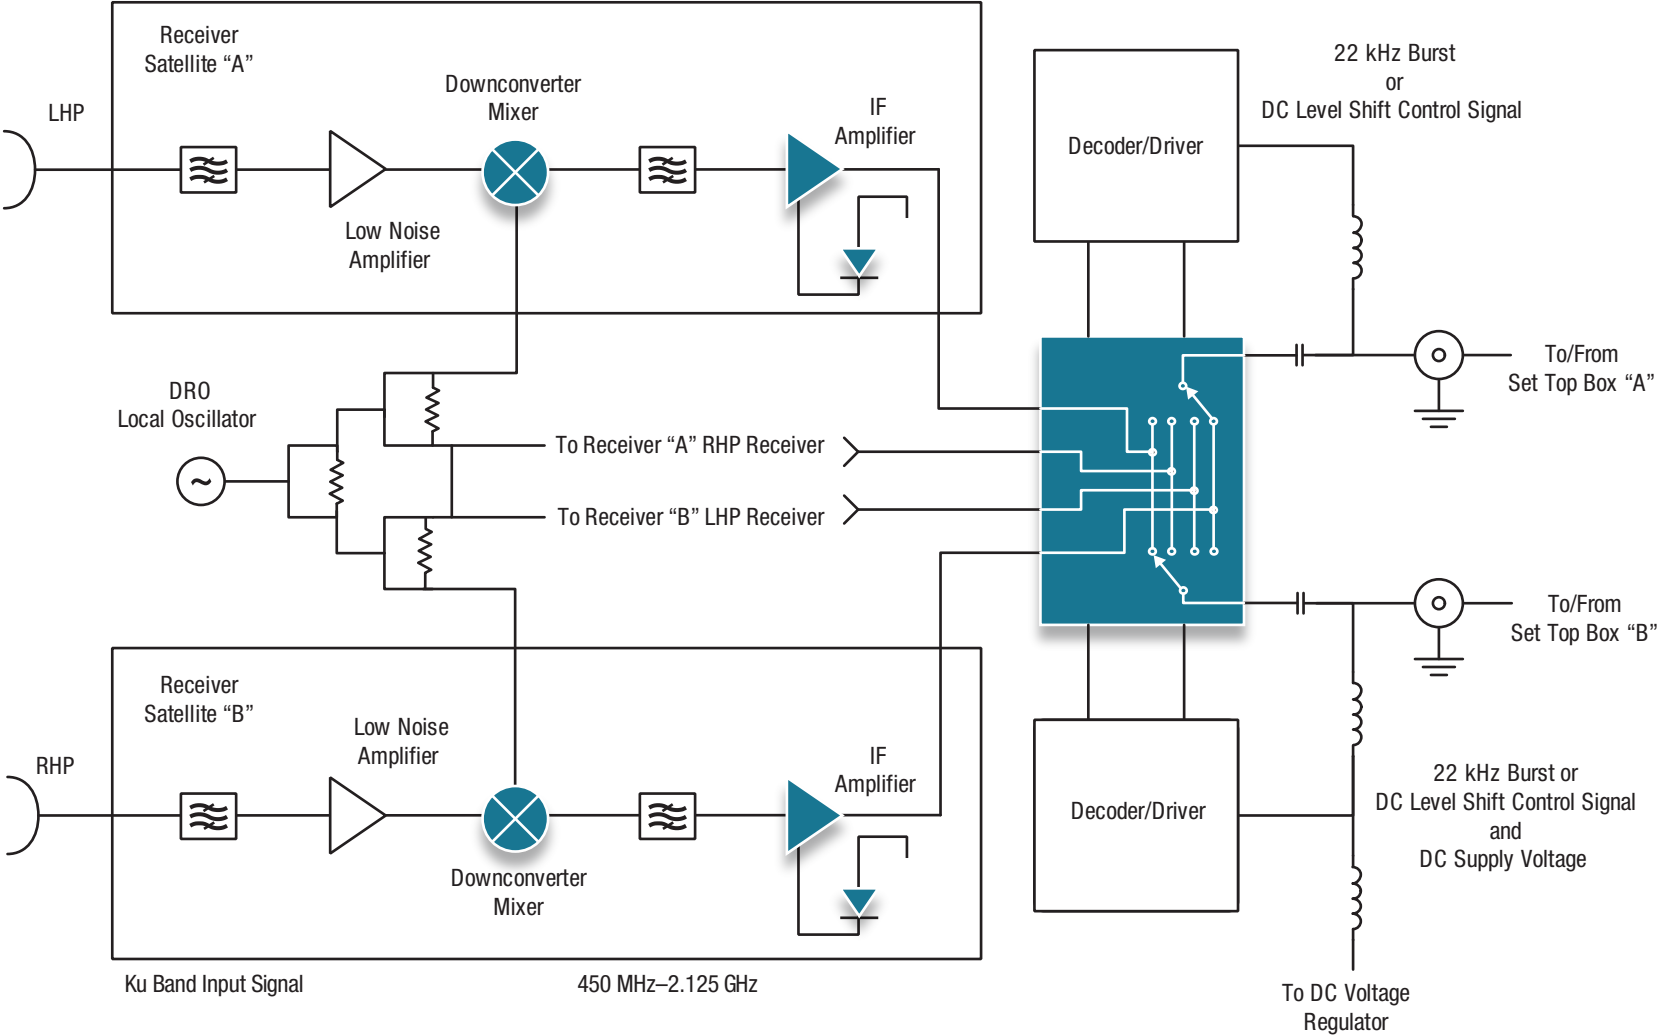 Receiver
Satellite “A”
LHP
Downconverter
Mixer
IF
Amplifier
Low Noise
Amplifier
Decoder/Driver
22 kHz Burst
or
DC Level Shift Control Signal
To/From
Set Top Box “A”
DRO
Local Oscillator
~
To Receiver “A” RHP Receiver
To Receiver “B” LHP Receiver
To/From
Set Top Box “B”
Receiver
Satellite “B”
RHP
Low Noise
Amplifier
IF
Amplifier
Downconverter
Mixer
Decoder/Driver
22 kHz Burst or
DC Level Shift Control Signal
and
DC Supply Voltage
Ku Band Input Signal
450 MHz–2.125 GHz
To DC Voltage
Regulator